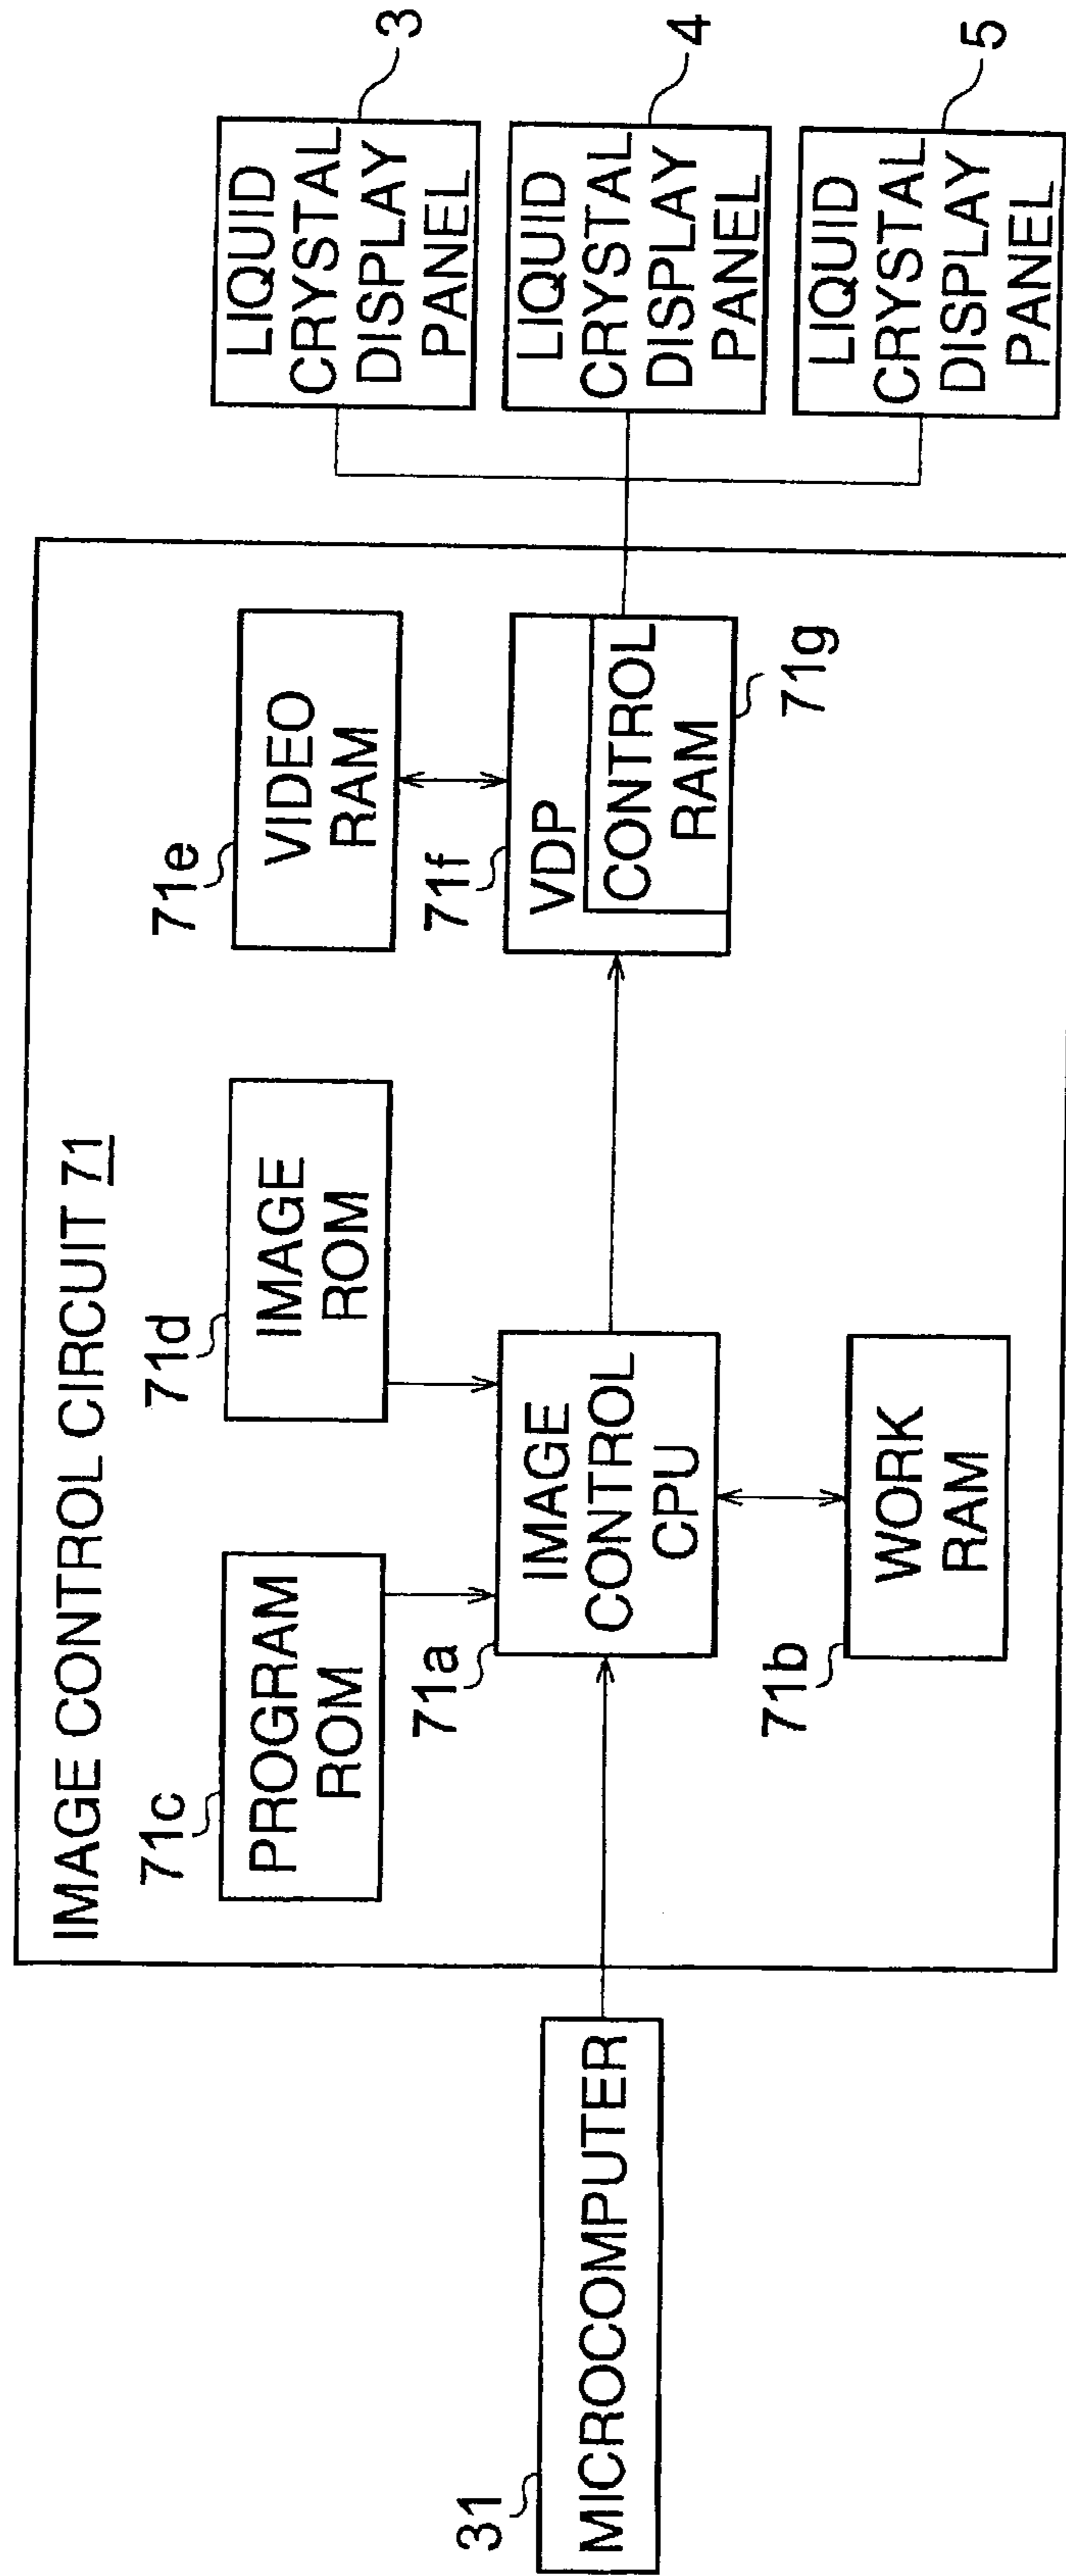 IMAGE CONTROL CIRCUIT 71
31
MICROCOMPUTER
71c
PROGRAM
ROM
71d
IMAGE
ROM
71a
IMAGE
CONTROL
CPU
71b
WORK
RAM
71e
VIDEO
RAM
71f
VDP
CONTROL
RAM
71g
LIQUID
CRYSTAL
DISPLAY
PANEL
3
LIQUID
CRYSTAL
DISPLAY
PANEL
4
LIQUID
CRYSTAL
DISPLAY
PANEL
5